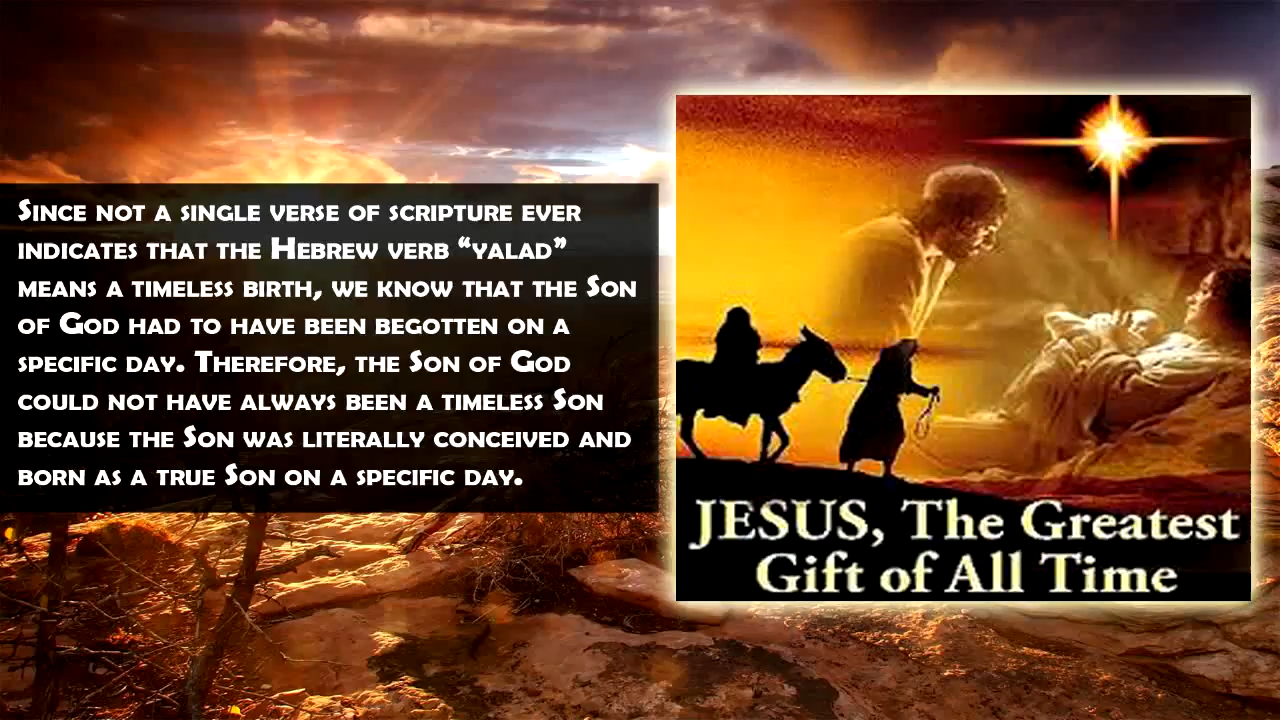 Since not a single verse of scripture ever
indicates that the Hebrew verb “yalad”
means a timeless birth, we know that the Son
of God had to have been begotten on a
specific day. Therefore, the Son of God
could not have always been a timeless Son
because the Son was literally conceived and
born as a true Son on a specific day.
JESUS, The Greatest
Gift of All Time